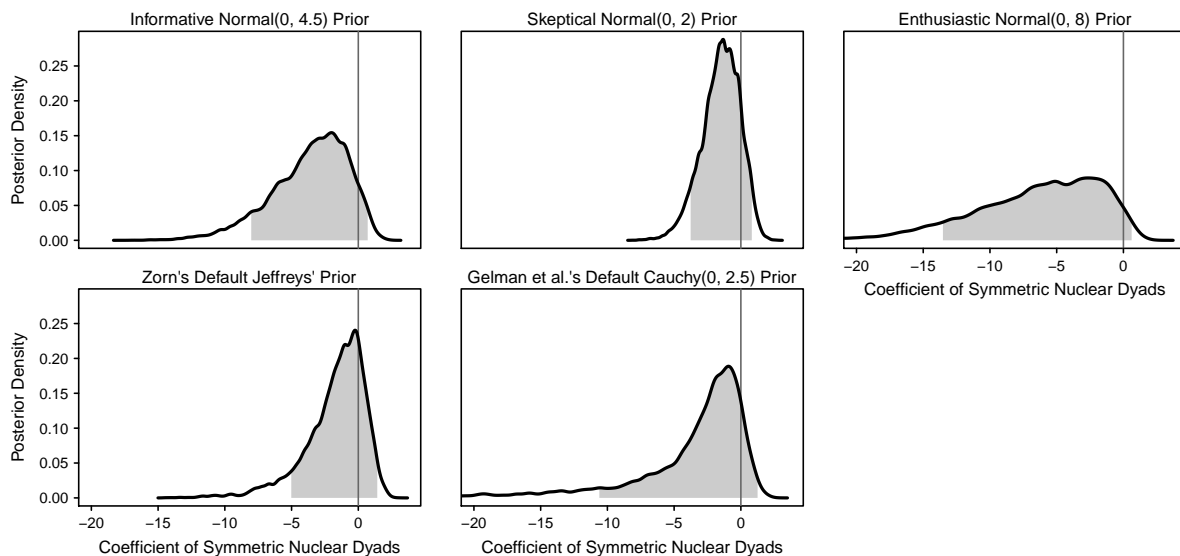 Informative Normal(0, 4.5) Prior
Skeptical Normal(0, 2) Prior
Enthusiastic Normal(0, 8) Prior
Posterior Density
0.25
0.20
0.15
0.10
0.05
0.00
−20 −15 −10 −5 0
Coefficient of Symmetric Nuclear Dyads
Zorn's Default Jeffreys' Prior
Gelman et al.'s Default Cauchy(0, 2.5) Prior
Posterior Density
0.25
0.20
0.15
0.10
0.05
0.00
−20 −15 −10 −5 0
−20 −15 −10 −5 0
Coefficient of Symmetric Nuclear Dyads
Coefficient of Symmetric Nuclear Dyads